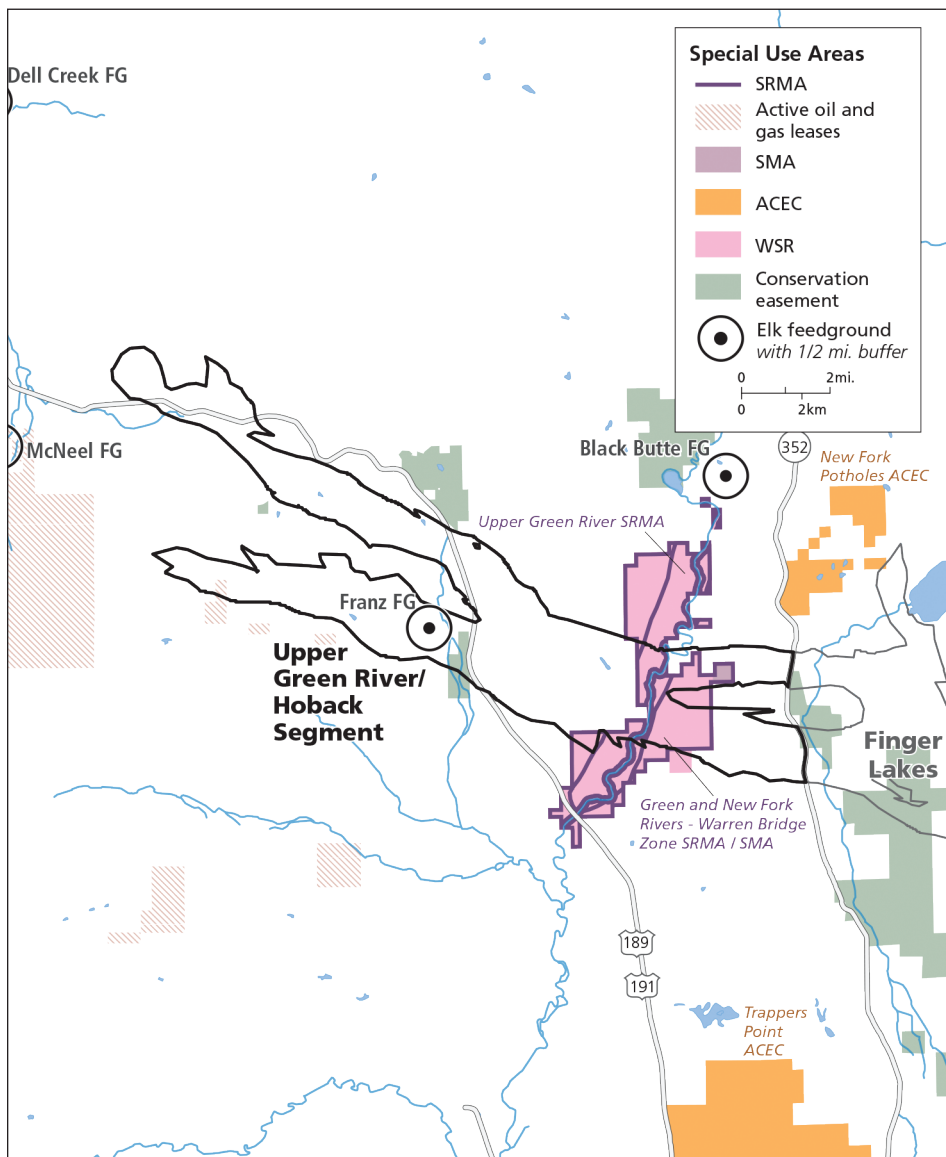 Special Use Areas
SRMA
Active oil and
gas leases
SMA
ACEC
WSR
Conservation
easement
Elk feedground
with 1/2 mi. buffer
0
2mi.
0
2km
Dell Creek FG
McNeel FG
Black Butte FG
352
New Fork
Potholes ACEC
Upper Green River SRMA
Franz FG
Upper
Green River/
Hoback
Segment
Finger
Lakes
Green and New Fork
Rivers - Warren Bridge
Zone SRMA / SMA
189
191
Trappers
Point
ACEC